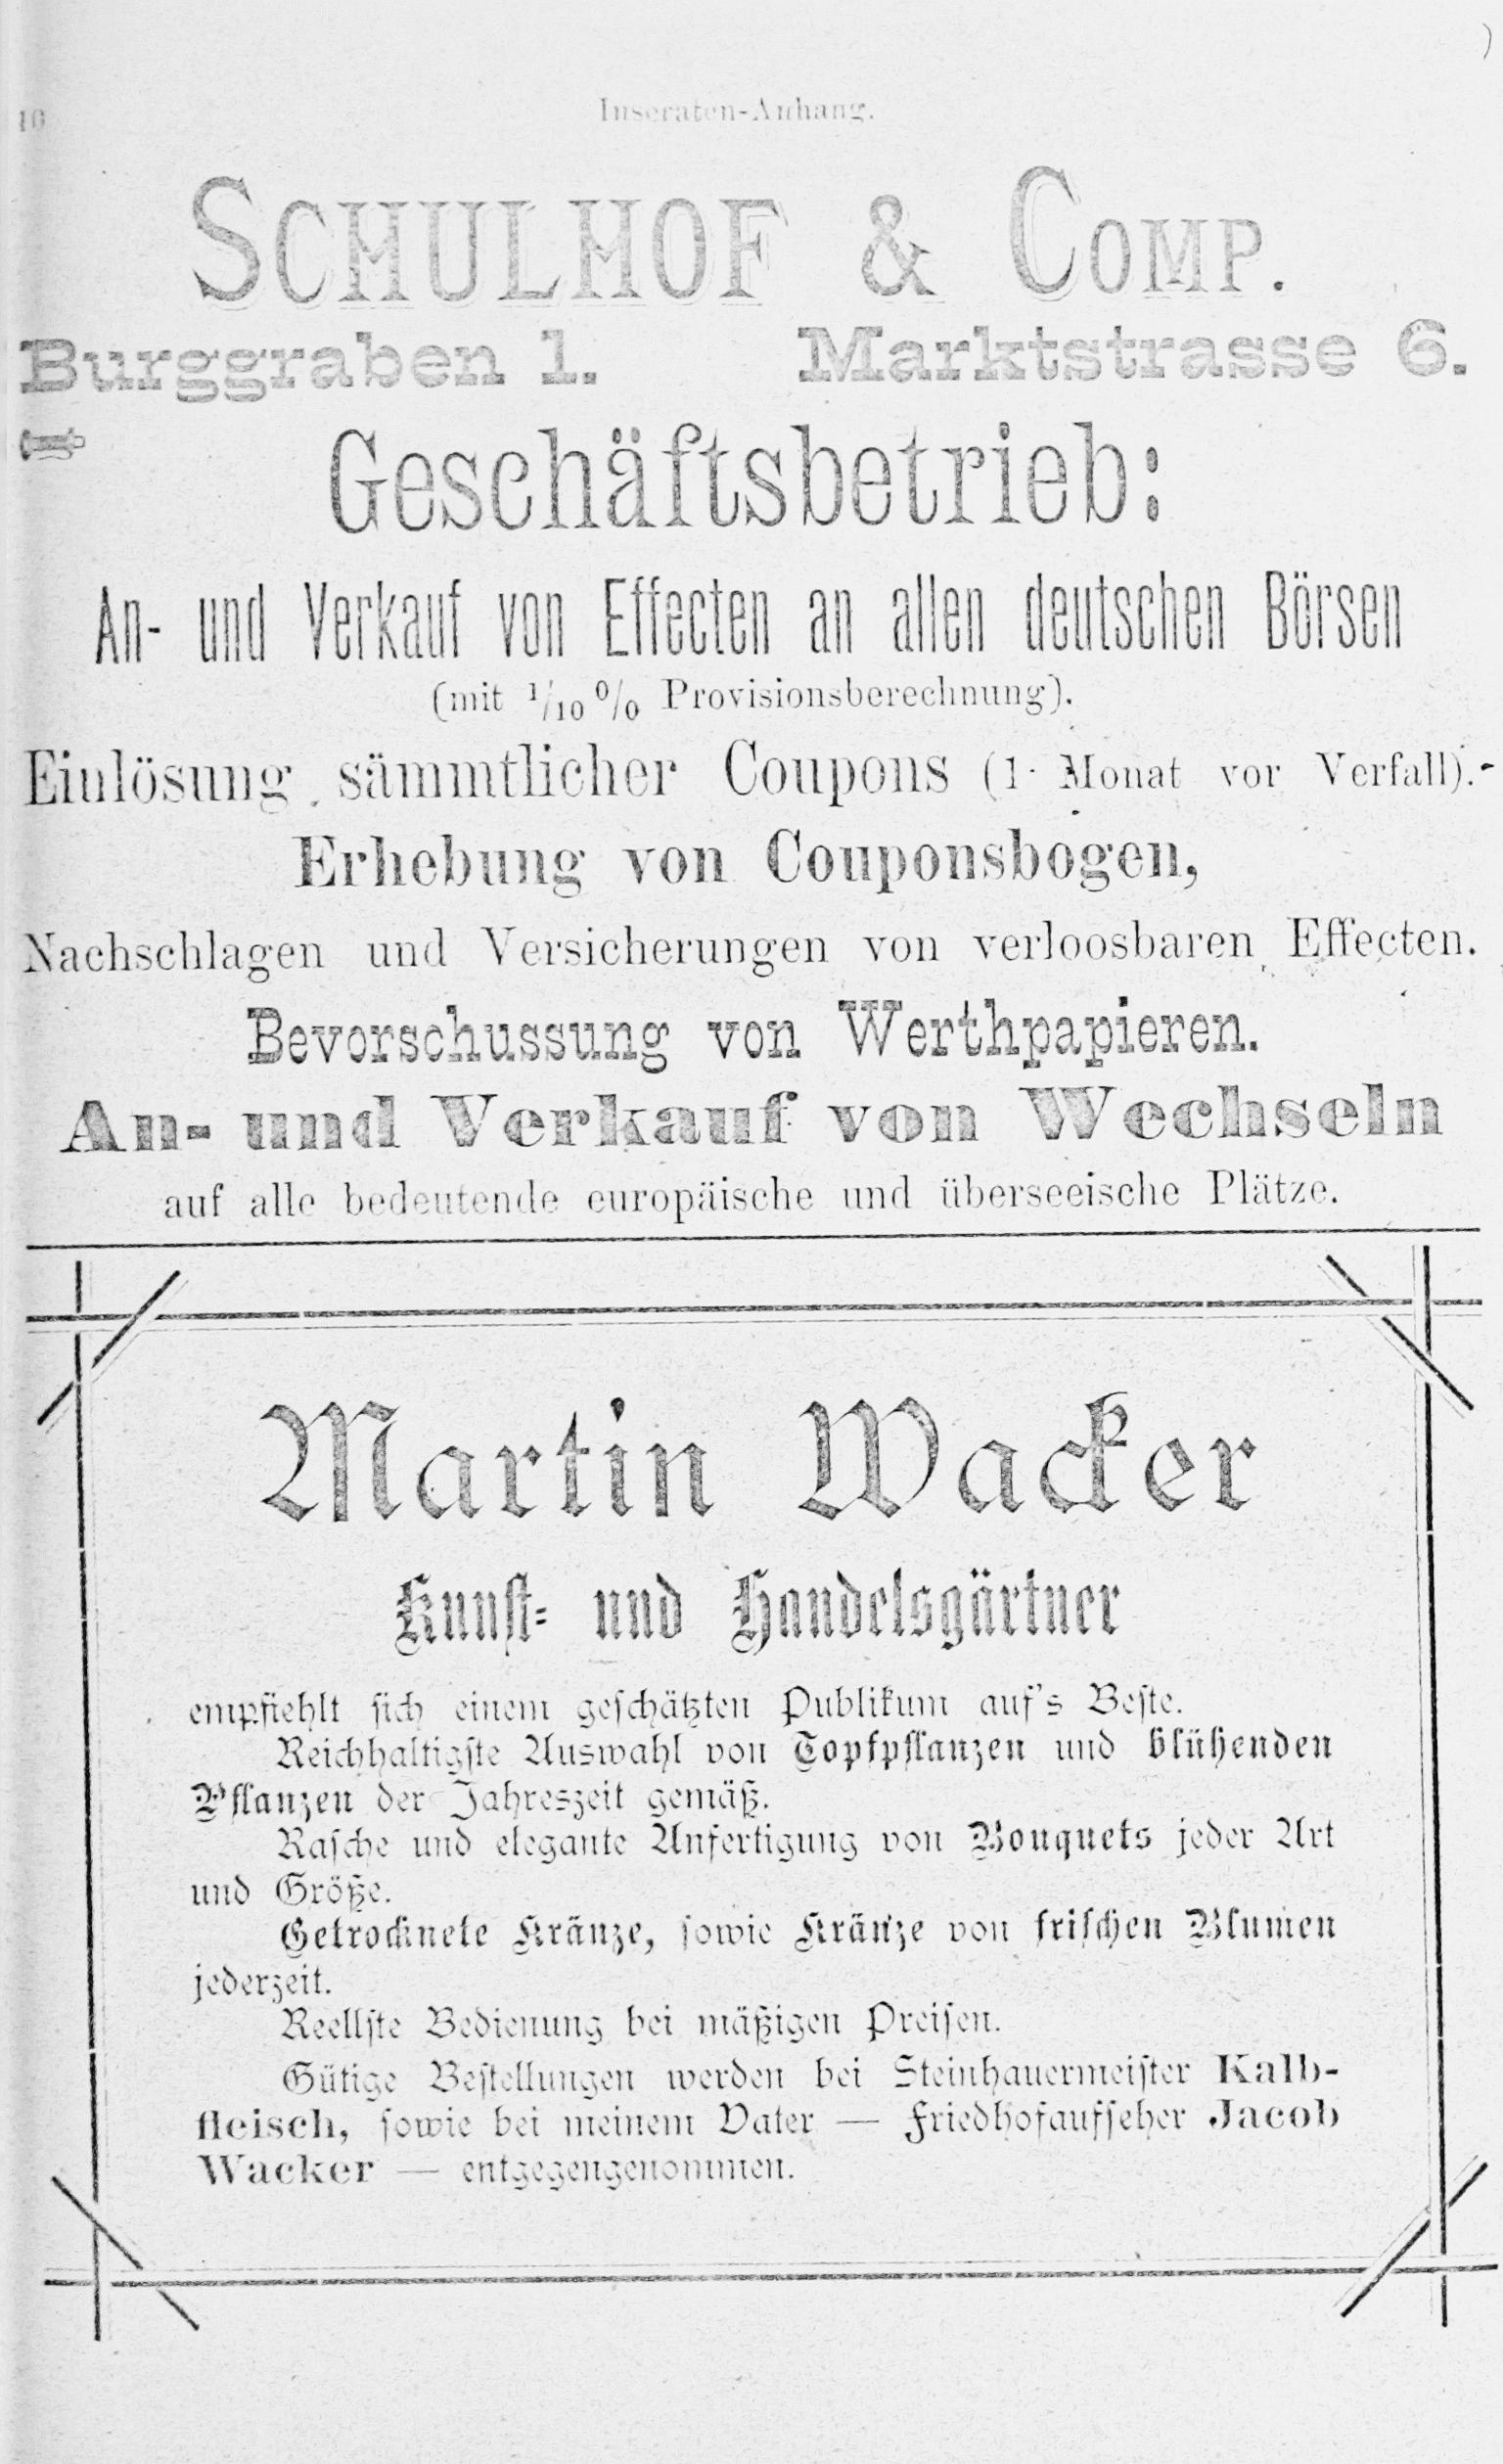 10
Inseraten-Anhang.
SCHULHOF & COMP.
Burggraben 1. Marktstrasse 6.
Geschäftsbetrieb:
An- und Verkauf von Effecten an allen deutschen Börsen
(mit 1/10 % Provisionsberechnung).
Einlösung sämmtlicher Coupons (1 Monat vor Verfall).
Erhebung von Couponsbogen,
Nachschlagen und Versicherungen von verloosbaren Effecten.
Bevorschussung von Werthpapieren.
An- und Verkauf von Wechseln
auf alle bedeutende europäische und überseeische Plätze.
Martin Wacker
Kunst- und Handelsgärtner
empfiehlt sich einem geschätzten Publikum auf's Beste.
Reichhaltigste Auswahl von Topfpflanzen und blühenden
Pflanzen der Jahreszeit gemäß.
Rasche und elegante Anfertigung von Bouquets jeder Art
und Größe.
Getrocknete Kränze, sowie Kränze von frischen Blumen
jederzeit.
Reellste Bedienung bei mäßigen Preisen.
Gütige Bestellungen werden bei Steinhauermeister Kalb-
fleisch, sowie bei meinem Vater — Friedhofaufseher Jacob
Wacker — entgegengenommen.